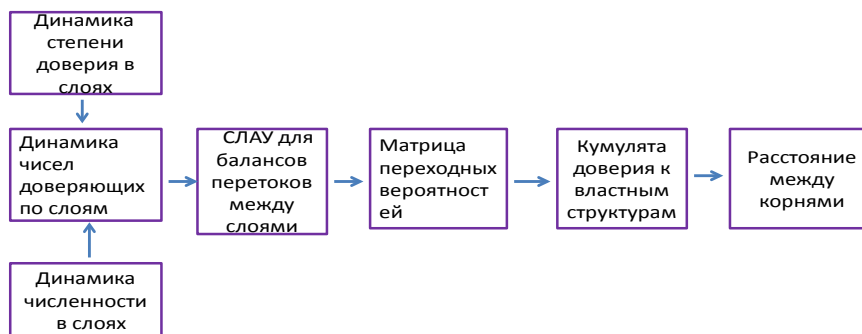 Динамика
степени
доверия в
слоях
Динамика
чисел
доверяющих
по слоям
СЛАУ для
балансов
перетоков
между
слоями
Матрица
переходных
вероятност
ей
Кумулята
доверия к
властным
структурам
Расстояние
между
корнями
Динамика
численности
в слоях